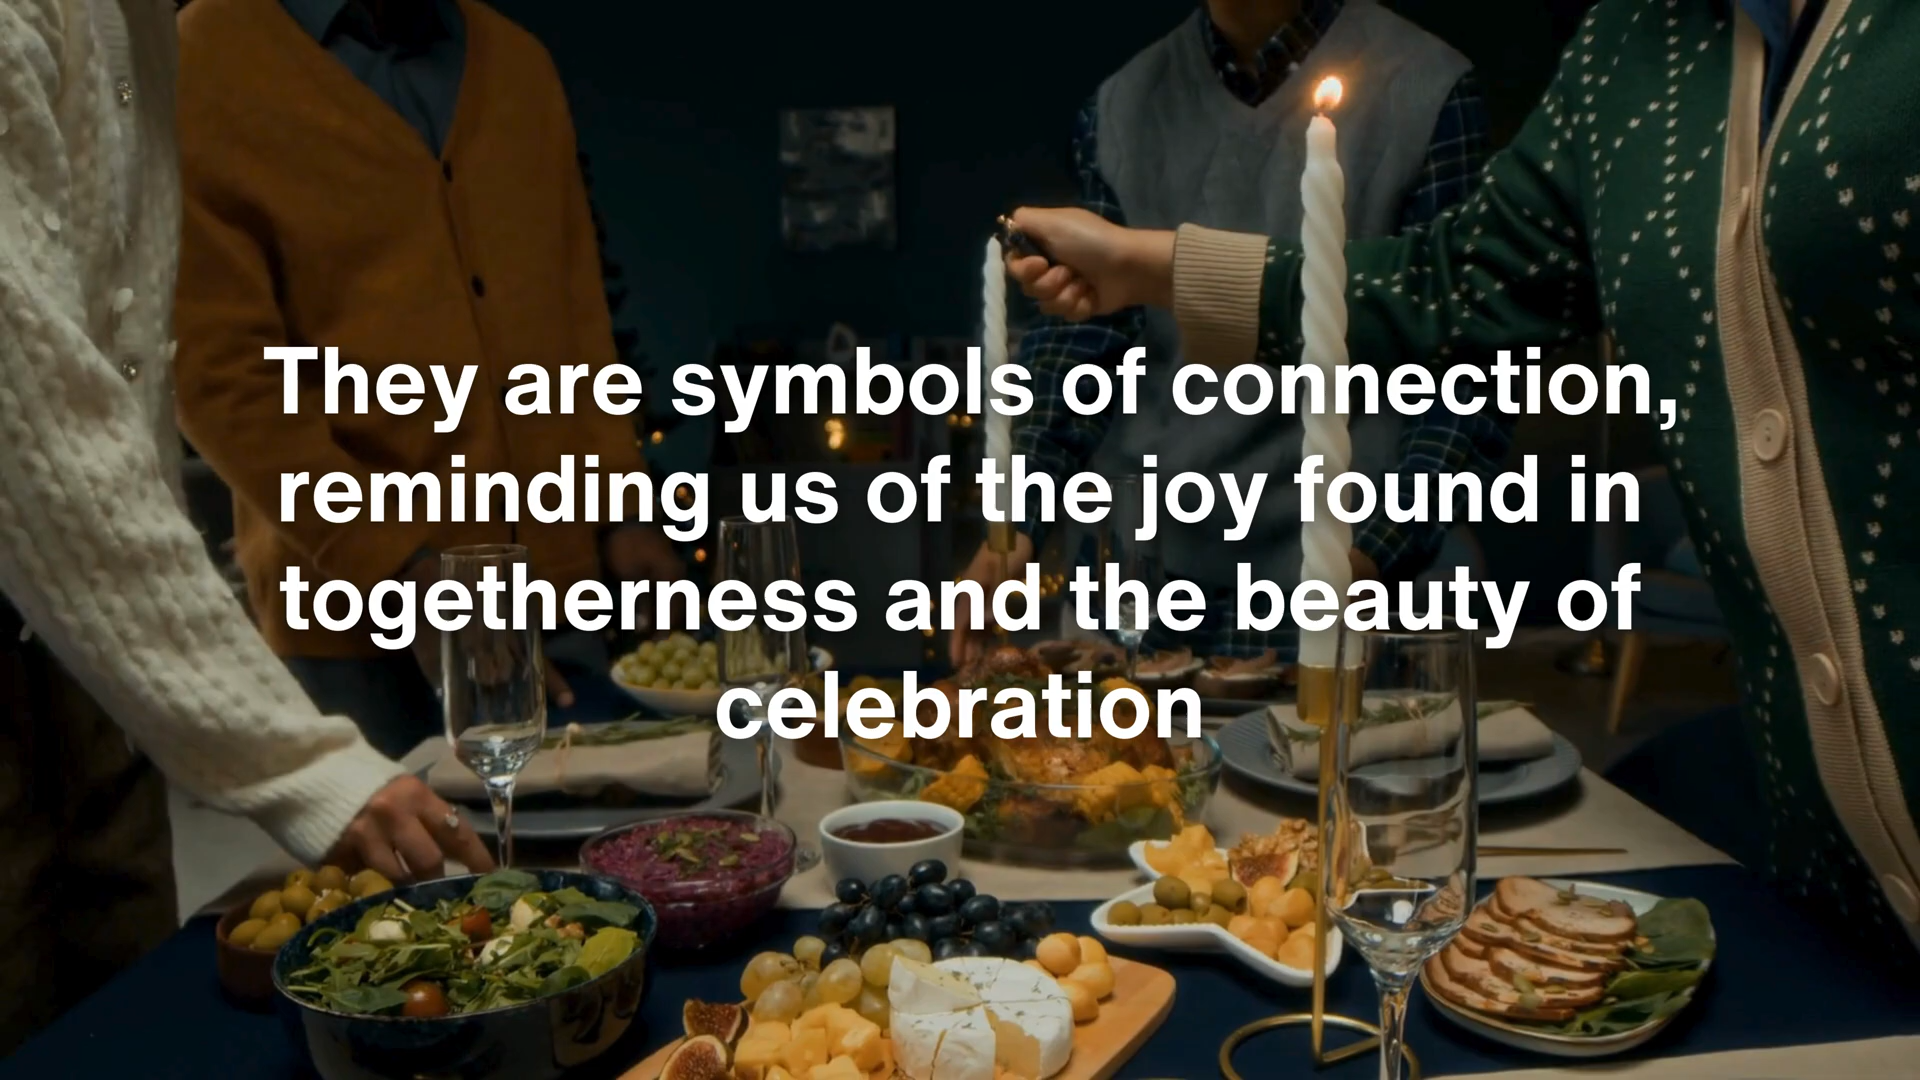 They are symbols of connection,
reminding us of the joy found in
togetherness and the beauty of
celebration